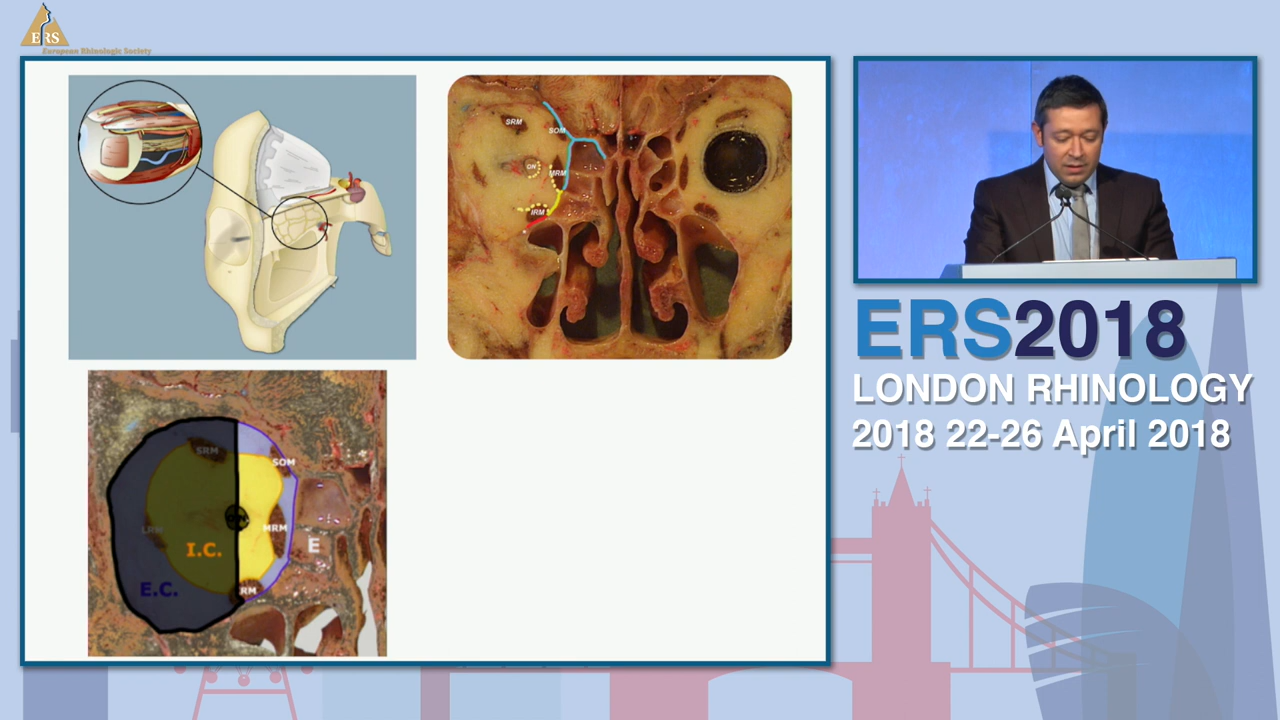 ERS
European Rhinologic Society
SRM
SOM
ON
MRM
IRM
SRM
SOM
LRM
MRM
I.C.
E
E.C.
RM
ERS2018
LONDON RHINOLOGY
2018 22-26 April 2018